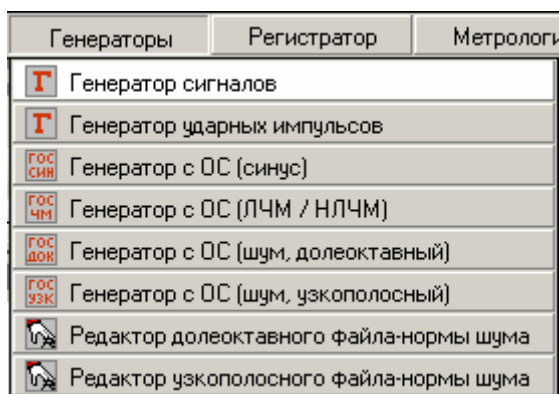 Генераторы Регистратор Метрологи
Г Генератор сигналов
Г Генератор ударных импульсов
ГОС СИН Генератор с ОС (синус)
ГОС ЧМ Генератор с ОС (ЛЧМ / НЛЧМ)
ГОС ДОК Генератор с ОС (шум, долеоктавный)
ГОС УЗК Генератор с ОС (шум, узкополосный)
Редактор долеоктавного файла-нормы шума
Редактор узкополосного файла-нормы шума